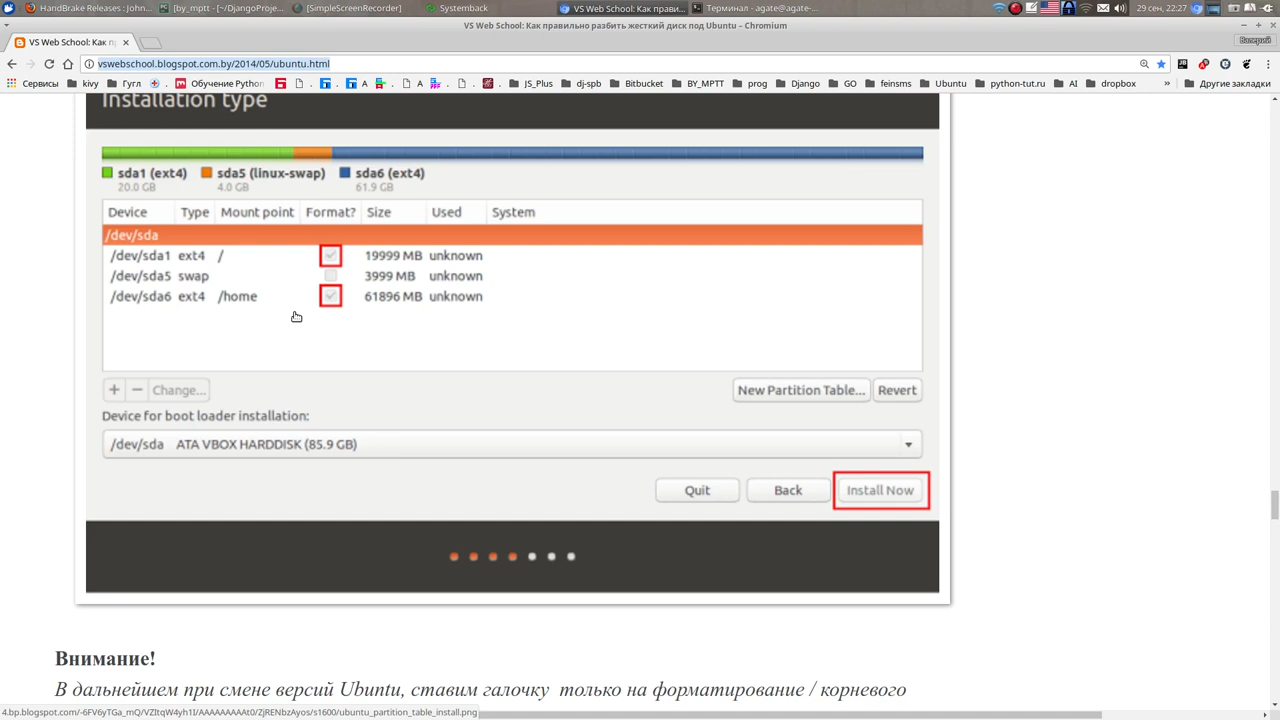 HandBrake Releases : John...
[by_mptt - [~/DjangoProje...
[SimpleScreenRecorder]
Systemback
VS Web School: Как прави...
Терминал - agate@agate-...
29 сен, 22:27
VS Web School: Как правильно разбить жесткий диск под Ubuntu - Chromium
VS Web School: Как п
Валерий
vswebschool.blogspot.com.by/2014/05/ubuntu.html
Сервисы kivy Гугл Обучение Python A A JS_Plus dj-spb Bitbucket BY_MPTT prog Django GO feinsms Ubuntu python-tut.ru AI dropbox » Другие закладки
Installation type
sda1 (ext4) sda5 (linux-swap) sda6 (ext4)
20.0 GB 4.0 GB 61.9 GB
Device Type Mount point Format? Size Used System
/dev/sda
/dev/sda1 ext4 / 19999 MB unknown
/dev/sda5 swap 3999 MB unknown
/dev/sda6 ext4 /home 61896 MB unknown
+ − Change... New Partition Table... Revert
Device for boot loader installation:
/dev/sda ATA VBOX HARDDISK (85.9 GB)
Quit Back Install Now
Внимание!
В дальнейшем при смене версий Ubuntu, ставим галочку только на форматирование / корневого
4.bp.blogspot.com/-6FV6yTGa_mQ/VZItqW4yh1I/AAAAAAAAAt0/ZjRENbzAyos/s1600/ubuntu_partition_table_install.png